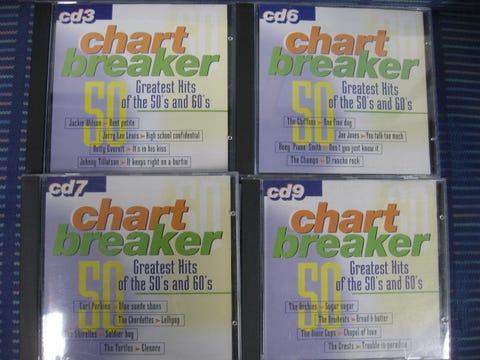 cd3
chart
breaker
50
Greatest Hits
of the 50's and 60's
Jackie Wilson - Reet petite
Jerry Lee Lewis - High school confidential
Betty Everett - It s in his kiss
Johnny Tillotson - It keeps right on a hurtin
cd6
chart
breaker
50
Greatest Hits
of the 50's and 60's
The Chiffons - One fine day
Joe Jones - You talk too much
Huey Piano Smith - Don't you just know it
The Champs - El rancho rock
cd7
chart
breaker
50
Greatest Hits
of the 50's and 60's
Carl Perkins - Blue suede shoes
The Chordettes - Lollipop
The Shirelles - Soldier boy
The Turtles - Elenore
cd9
chart
breaker
50
Greatest Hits
of the 50's and 60's
The Archies - Sugar sugar
The Newbeats - Bread & butter
The Dixie Cups - Chapel of love
The Crests - Trouble in paradise